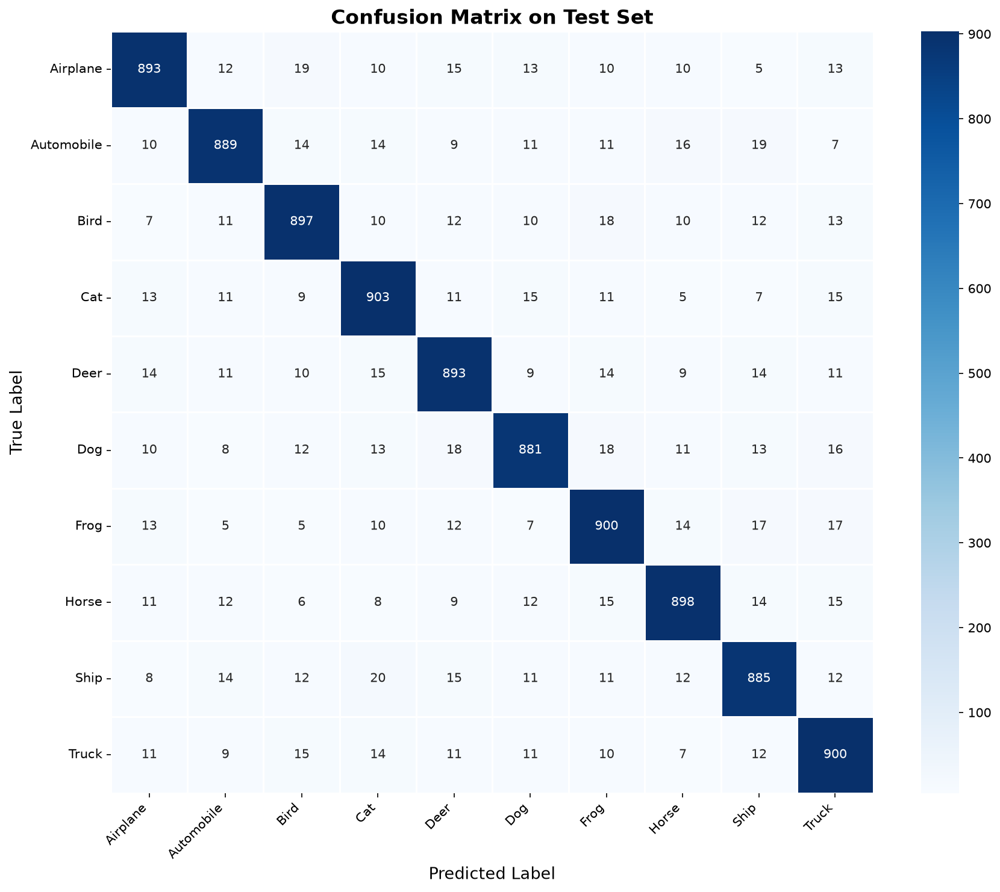 Confusion Matrix on Test Set
Airplane 893 12 19 10 15 13 10 10 5 13
Automobile 10 889 14 14 9 11 11 16 19 7
Bird 7 11 897 10 12 10 18 10 12 13
Cat 13 11 9 903 11 15 11 5 7 15
Deer 14 11 10 15 893 9 14 9 14 11
Dog 10 8 12 13 18 881 18 11 13 16
Frog 13 5 5 10 12 7 900 14 17 17
Horse 11 12 6 8 9 12 15 898 14 15
Ship 8 14 12 20 15 11 11 12 885 12
Truck 11 9 15 14 11 11 10 7 12 900
True Label
Airplane Automobile Bird Cat Deer Dog Frog Horse Ship Truck
Predicted Label
900
800
700
600
500
400
300
200
100